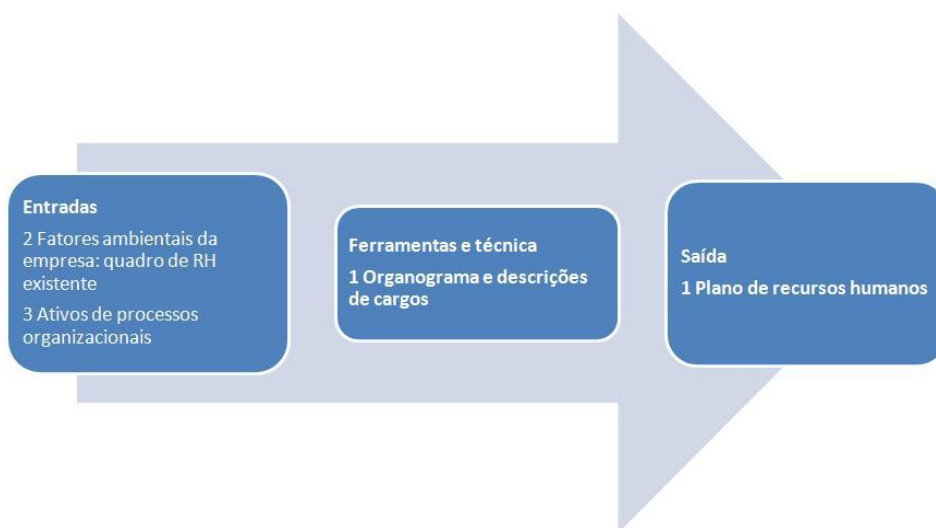 Entradas
2 Fatores ambientais da
empresa: quadro de RH
existente
3 Ativos de processos
organizacionais
Ferramentas e técnica
1 Organograma e descrições
de cargos
Saída
1 Plano de recursos humanos